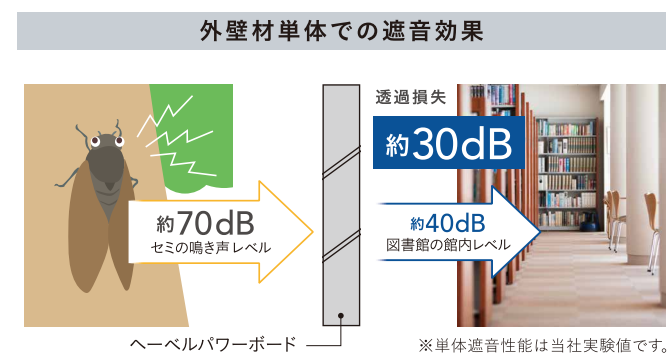 外壁材単体での遮音効果
透過損失
約30dB
約70dB
セミの鳴き声レベル
約40dB
図書館の館内レベル
ヘーベルパワーボード
※単体遮音性能は当社実験値です。